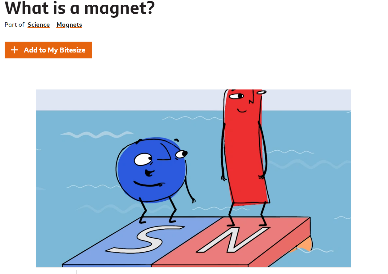 What is a magnet?
Part of Science Magnets
+ Add to My Bitesize
S N